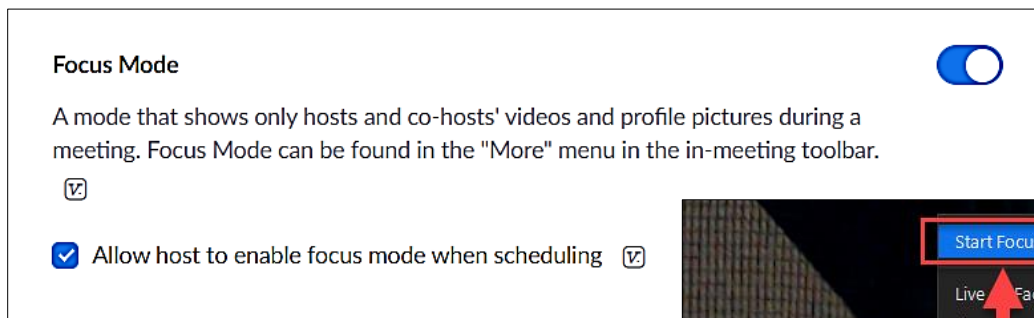 Focus Mode
A mode that shows only hosts and co-hosts' videos and profile pictures during a
meeting. Focus Mode can be found in the "More" menu in the in-meeting toolbar.
Allow host to enable focus mode when scheduling
Start Focu
Live